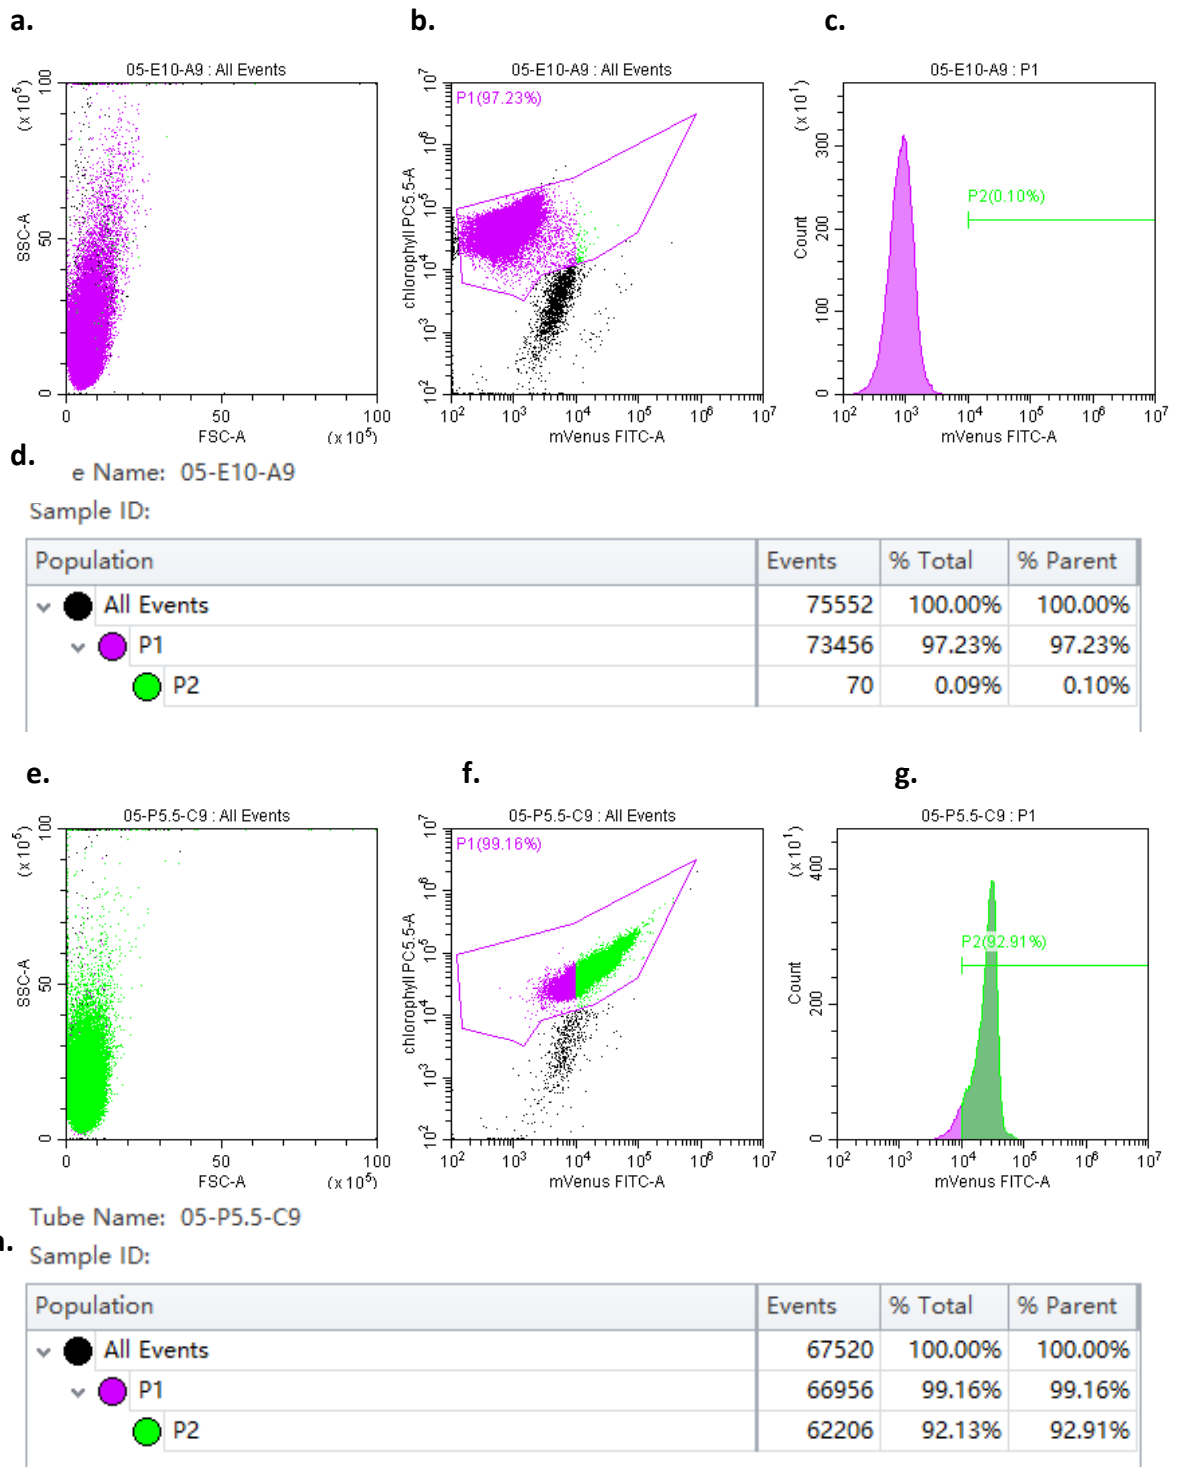 a.
b.
c.
05-E10-A9 : All Events
05-E10-A9 : All Events
05-E10-A9 : P1
(x 10⁵)
100
50
0
SSC-A
0
50
100
FSC-A
(x 10⁵)
P1(97.23%)
10⁷
10⁶
10⁵
10⁴
10³
10²
chlorophyll PC5.5-A
10²
10³
10⁴
10⁵
10⁶
10⁷
mVenus FITC-A
(x 10¹)
300
200
100
0
Count
P2(0.10%)
10²
10³
10⁴
10⁵
10⁶
10⁷
mVenus FITC-A
d.
e Name: 05-E10-A9
Sample ID:
Population Events % Total % Parent
All Events 75552 100.00% 100.00%
P1 73456 97.23% 97.23%
P2 70 0.09% 0.10%
e.
f.
g.
05-P5.5-C9 : All Events
05-P5.5-C9 : All Events
05-P5.5-C9 : P1
(x 10⁵)
100
50
0
SSC-A
0
50
100
FSC-A
(x 10⁵)
P1(99.16%)
10⁷
10⁶
10⁵
10⁴
10³
10²
chlorophyll PC5.5-A
10²
10³
10⁴
10⁵
10⁶
10⁷
mVenus FITC-A
(x 10¹)
400
200
0
Count
P2(92.91%)
10²
10³
10⁴
10⁵
10⁶
10⁷
mVenus FITC-A
Tube Name: 05-P5.5-C9
h.
Sample ID:
Population Events % Total % Parent
All Events 67520 100.00% 100.00%
P1 66956 99.16% 99.16%
P2 62206 92.13% 92.91%